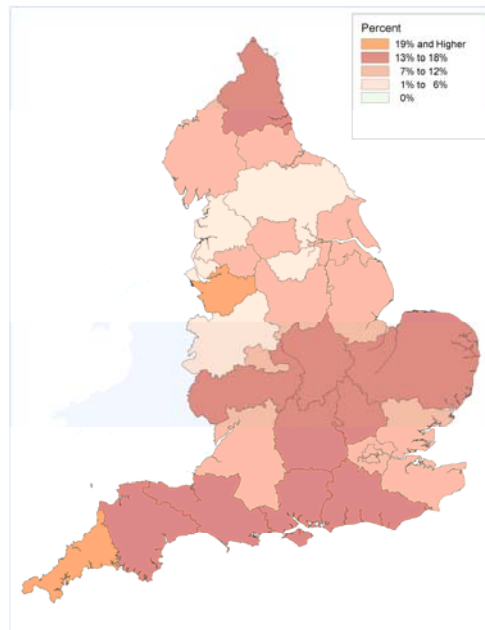 Percent
19% and Higher
13% to 18%
7% to 12%
1% to 6%
0%